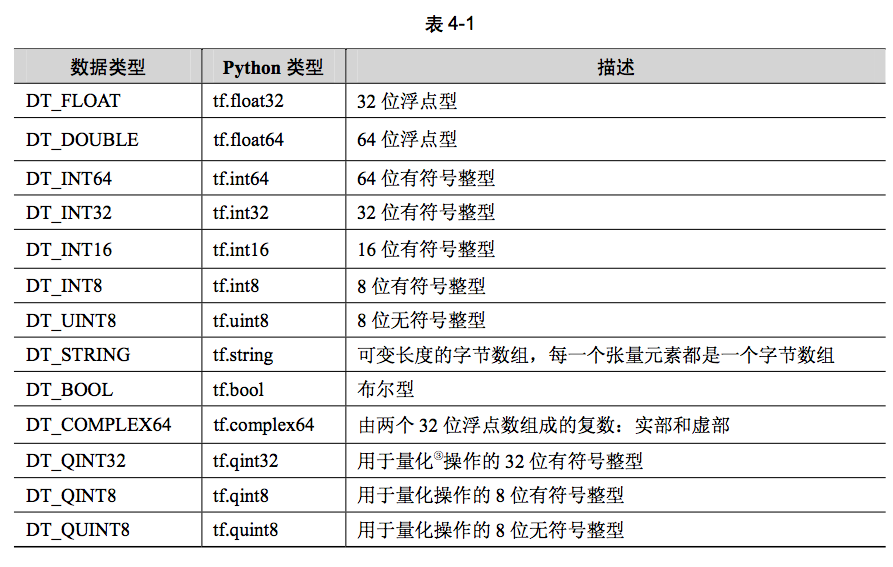 表 4-1
数据类型 Python 类型 描述
DT_FLOAT tf.float32 32 位浮点型
DT_DOUBLE tf.float64 64 位浮点型
DT_INT64 tf.int64 64 位有符号整型
DT_INT32 tf.int32 32 位有符号整型
DT_INT16 tf.int16 16 位有符号整型
DT_INT8 tf.int8 8 位有符号整型
DT_UINT8 tf.uint8 8 位无符号整型
DT_STRING tf.string 可变长度的字节数组，每一个张量元素都是一个字节数组
DT_BOOL tf.bool 布尔型
DT_COMPLEX64 tf.complex64 由两个 32 位浮点数组成的复数：实部和虚部
DT_QINT32 tf.qint32 用于量化操作的 32 位有符号整型
DT_QINT8 tf.qint8 用于量化操作的 8 位有符号整型
DT_QUINT8 tf.quint8 用于量化操作的 8 位无符号整型